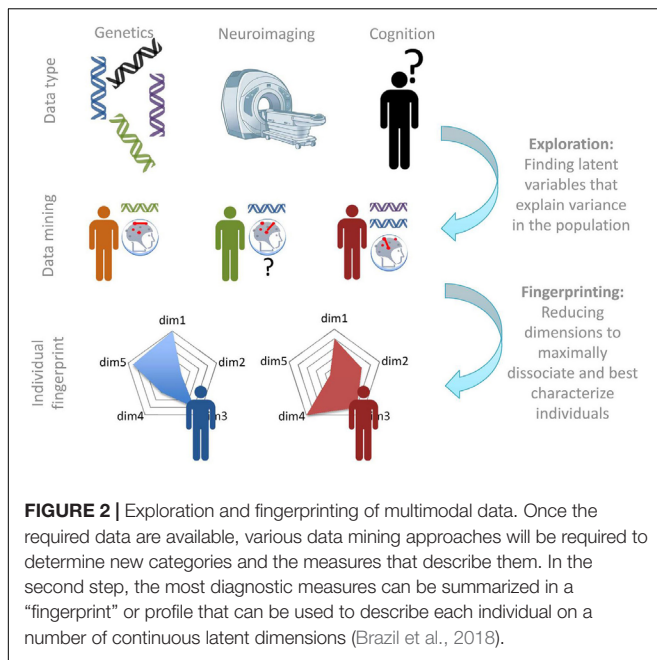 Genetics
Neuroimaging
Cognition
Data type
?
Exploration:
Finding latent
variables that
explain variance
in the population
Data mining
?
Fingerprinting:
Reducing
dimensions to
maximally
dissociate and best
characterize
individuals
Individual
fingerprint
dim1
dim2
dim4
dim5
dim1
dim2
dim3
dim4
dim5
FIGURE 2 | Exploration and fingerprinting of multimodal data. Once the
required data are available, various data mining approaches will be required to
determine new categories and the measures that describe them. In the
second step, the most diagnostic measures can be summarized in a
“fingerprint” or profile that can be used to describe each individual on a
number of continuous latent dimensions (Brazil et al., 2018).